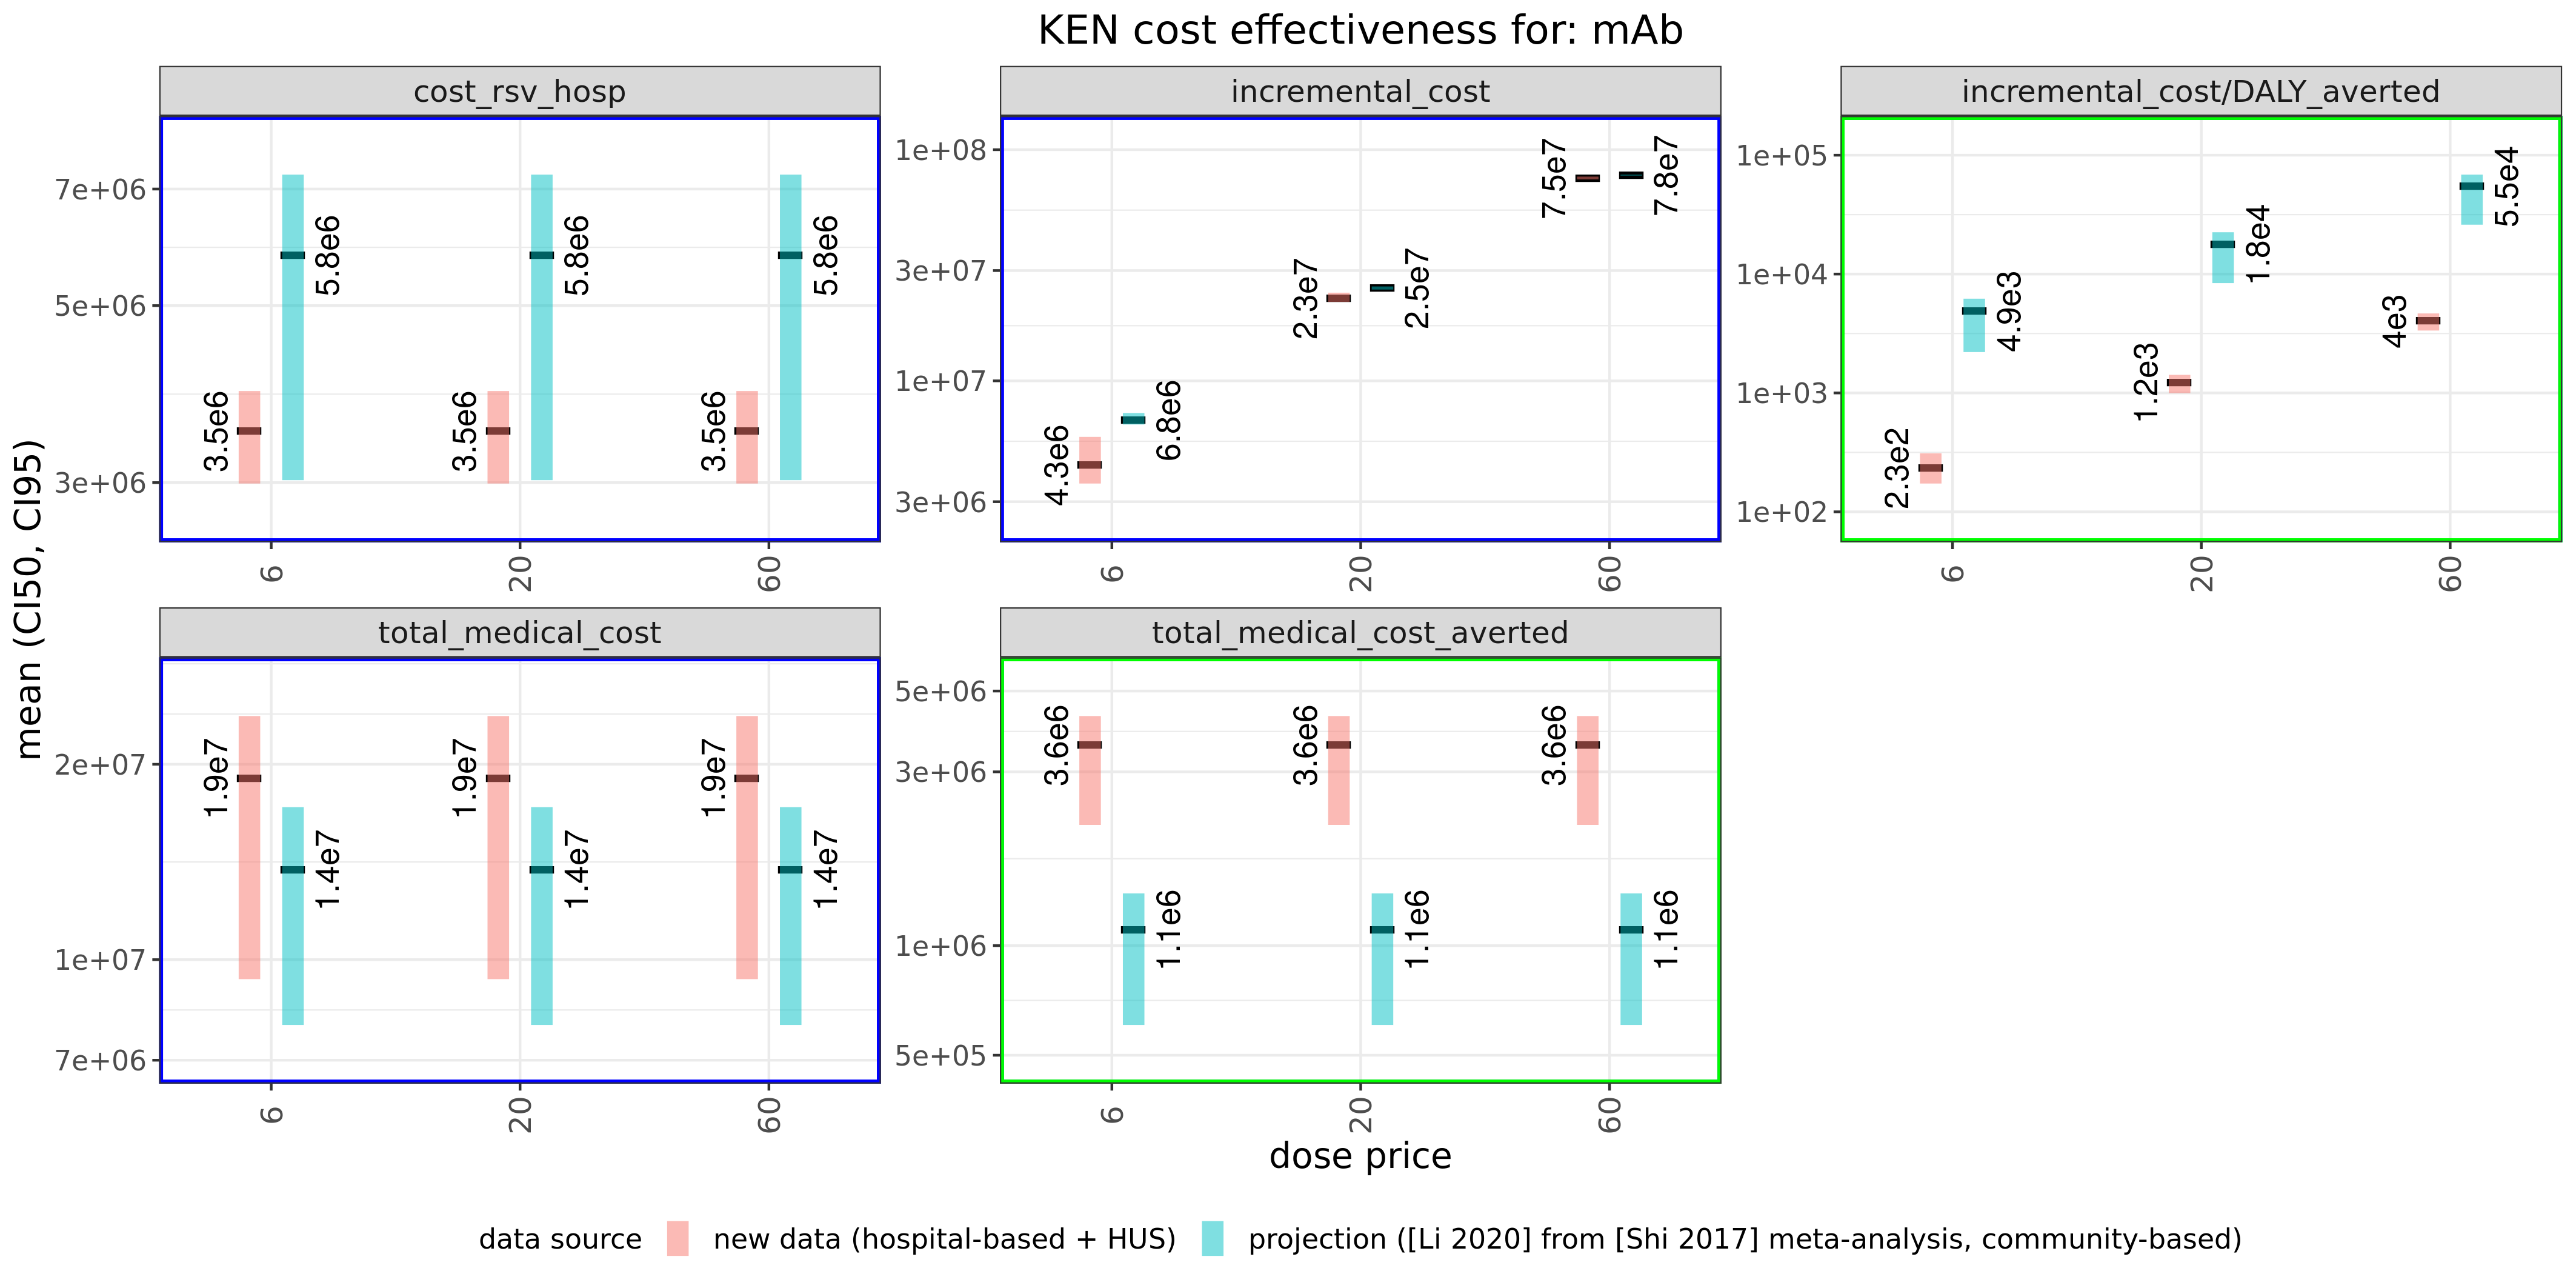 KEN cost effectiveness for: mAb
mean (CI50, CI95)
cost_rsv_hosp
7e+06
5e+06
3e+06
3.5e6
5.8e6
3.5e6
5.8e6
3.5e6
5.8e6
6
20
60
incremental_cost
1e+08
3e+07
1e+07
3e+06
4.3e6
6.8e6
2.3e7
2.5e7
7.5e7
7.8e7
6
20
60
incremental_cost/DALY_averted
1e+05
1e+04
1e+03
1e+02
2.3e2
4.9e3
1.2e3
1.8e4
4e3
5.5e4
6
20
60
total_medical_cost
2e+07
1e+07
7e+06
1.9e7
1.4e7
1.9e7
1.4e7
1.9e7
1.4e7
6
20
60
total_medical_cost_averted
5e+06
3e+06
1e+06
5e+05
3.6e6
1.1e6
3.6e6
1.1e6
3.6e6
1.1e6
6
20
60
dose price
data source
new data (hospital-based + HUS)
projection ([Li 2020] from [Shi 2017] meta-analysis, community-based)